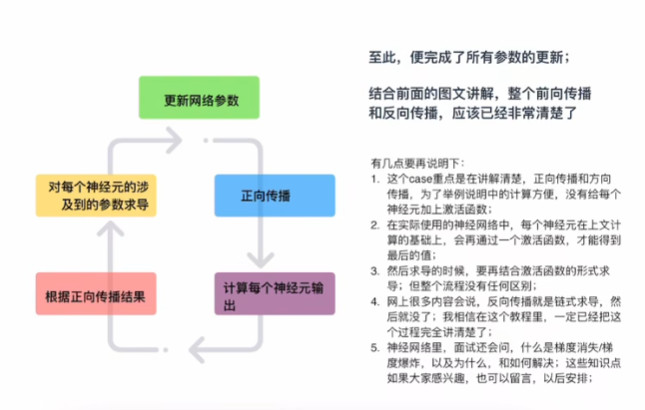 至此，便完成了所有参数的更新；
结合前面的图文讲解，整个前向传播
和反向传播，应该已经非常清楚了
更新网络参数
正向传播
计算每个神经元输
出
根据正向传播结果
对每个神经元的涉
及到的参数求导
有几点要再说明下：
1. 这个case重点是在讲解清楚，正向传播和方向
传播，为了举例说明中的计算方便，没有给每个
神经元加上激活函数；
2. 在实际使用的神经网络中，每个神经元在上文计
算的基础上，会再通过一个激活函数，才能得到
最后的值；
3. 然后求导的时候，要再结合激活函数的形式求
导；但整个流程没有任何区别；
4. 网上很多内容会说，反向传播就是链式求导，然
后就没了；我相信在这个教程里，一定已经把这
个过程完全讲清楚了；
5. 神经网络里，面试还会问，什么是梯度消失/梯
度爆炸，以及为什么，和如何解决；这些知识点
如果大家感兴趣，也可以留言，以后安排；